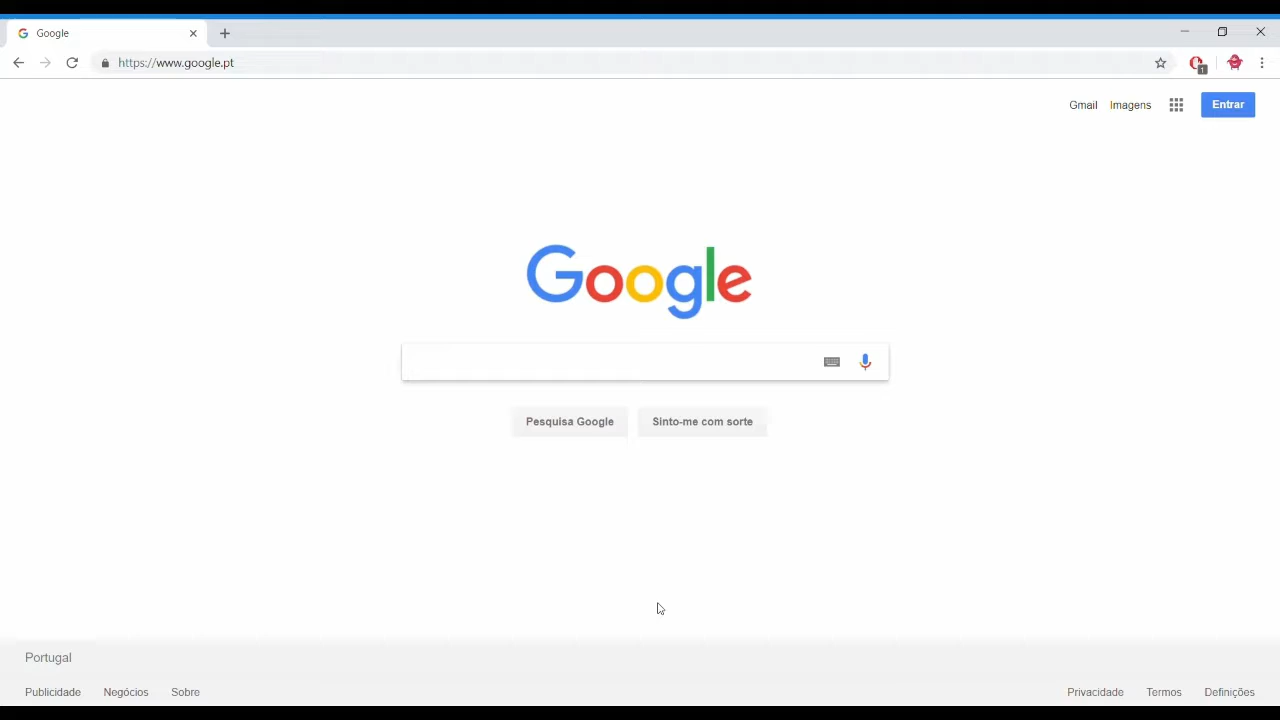 Google
https://www.google.pt
1
Gmail Imagens Entrar
Google
Pesquisa Google Sinto-me com sorte
Portugal
Publicidade Negócios Sobre Privacidade Termos Definições